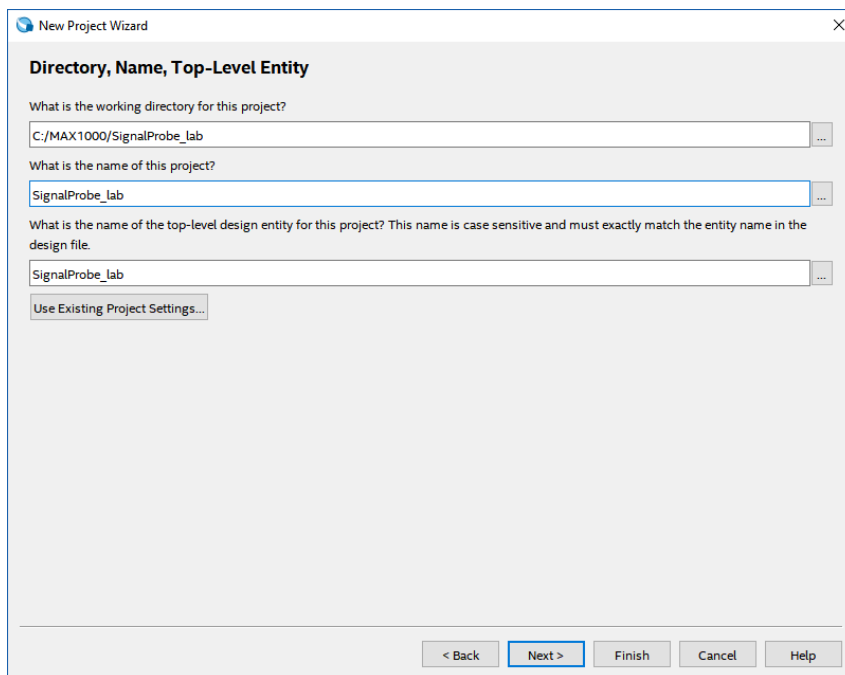 New Project Wizard
Directory, Name, Top-Level Entity
What is the working directory for this project?
C:/MAX1000/SignalProbe_lab
...
What is the name of this project?
SignalProbe_lab
...
What is the name of the top-level design entity for this project? This name is case sensitive and must exactly match the entity name in the
design file.
SignalProbe_lab
...
Use Existing Project Settings...
< Back
Next >
Finish
Cancel
Help